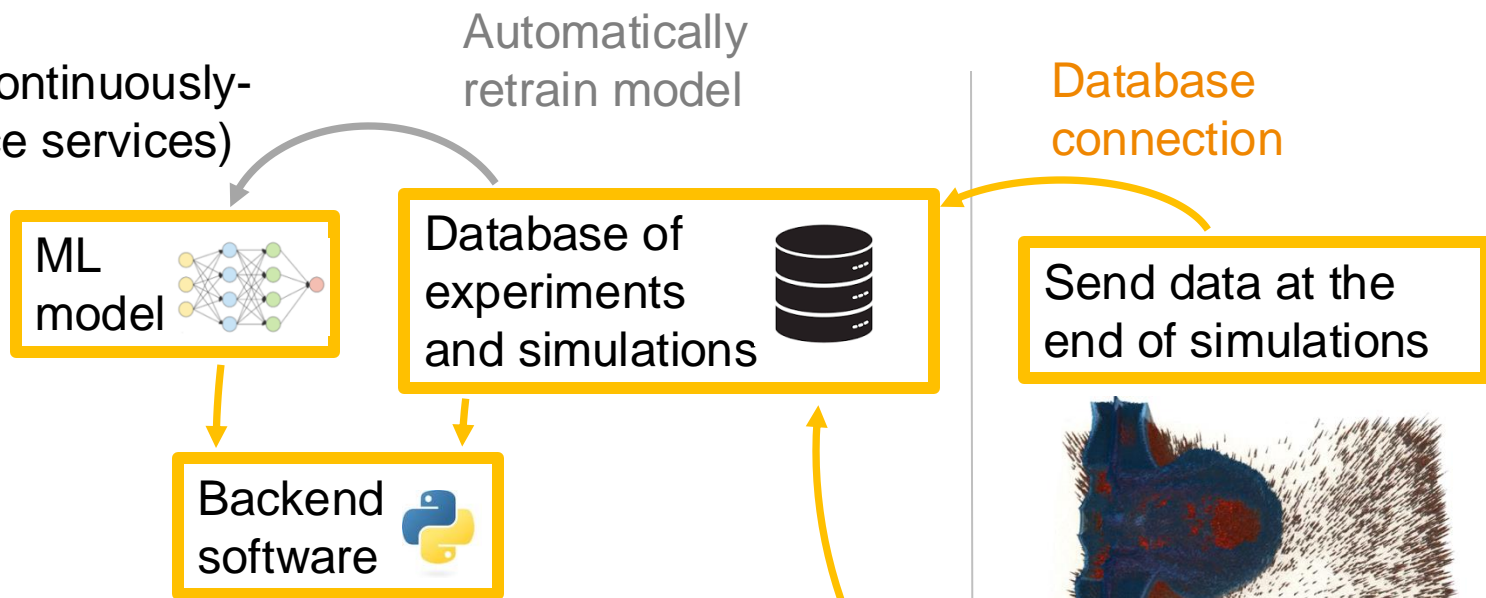 Automatically
retrain model
ontinuously-
e services)
Database
connection
ML
model
Database of
experiments
and simulations
Send data at the
end of simulations
Backend
software